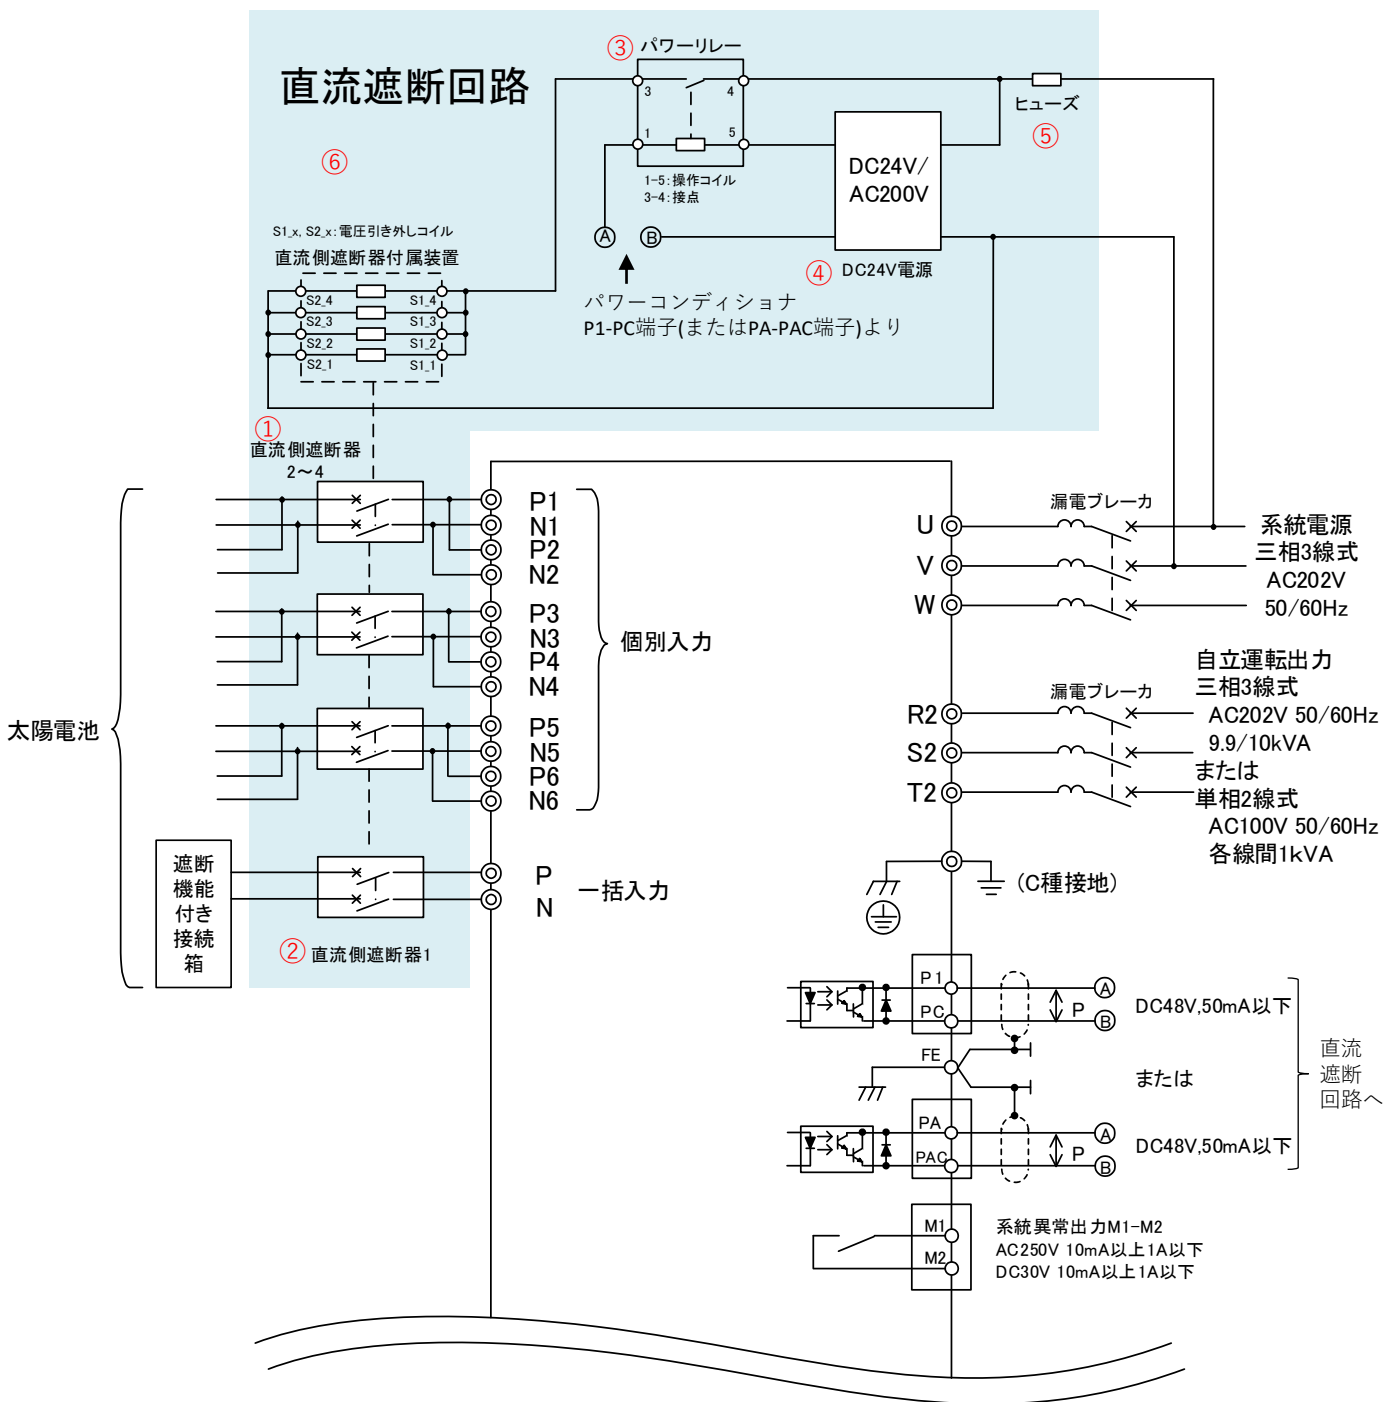 直流遮断回路
⑥
③ パワーリレー
3
4
1
5
1-5:操作コイル
3-4:接点
ヒューズ
⑤
DC24V/
AC200V
④ DC24V電源
Ⓐ
Ⓑ
パワーコンディショナ
P1-PC端子(またはPA-PAC端子)より
S1_x, S2_x:電圧引き外しコイル
直流側遮断器付属装置
S2_4
S1_4
S2_3
S1_3
S2_2
S1_2
S2_1
S1_1
①
直流側遮断器
2～4
太陽電池
P1
N1
P2
N2
P3
N3
P4
N4
P5
N5
P6
N6
個別入力
遮断
機能
付き
接続
箱
P
N
一括入力
② 直流側遮断器1
漏電ブレーカ
U
V
W
系統電源
三相3線式
AC202V
50/60Hz
漏電ブレーカ
R2
S2
T2
自立運転出力
三相3線式
AC202V 50/60Hz
9.9/10kVA
または
単相2線式
AC100V 50/60Hz
各線間1kVA
(C種接地)
P1
PC
P
Ⓐ
Ⓑ
DC48V,50mA以下
FE
または
PA
PAC
P
Ⓐ
Ⓑ
DC48V,50mA以下
直流
遮断
回路へ
M1
M2
系統異常出力M1-M2
AC250V 10mA以上1A以下
DC30V 10mA以上1A以下